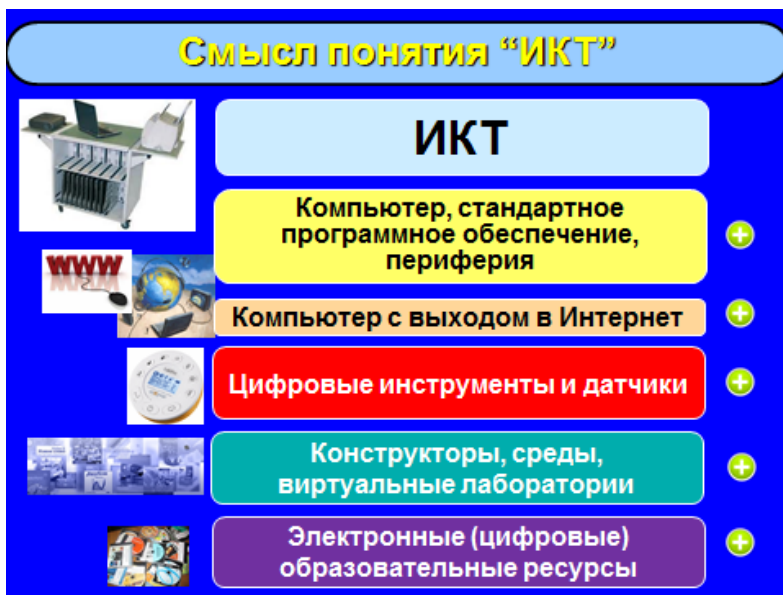 Смысл понятия “ИКТ”
ИКТ
Компьютер, стандартное
программное обеспечение,
периферия
WWW
Компьютер с выходом в Интернет
Цифровые инструменты и датчики
Конструкторы, среды,
виртуальные лаборатории
Электронные (цифровые)
образовательные ресурсы